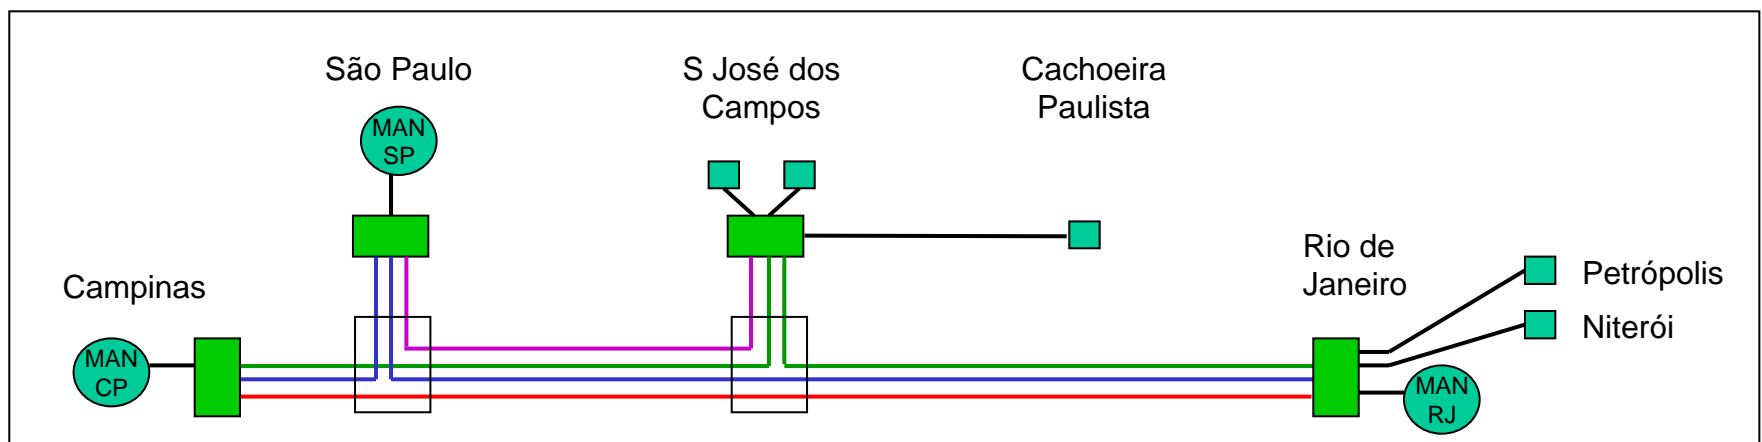 São Paulo
S José dos
Campos
Cachoeira
Paulista
MAN
SP
Rio de
Janeiro
Petrópolis
Campinas
Niterói
MAN
CP
MAN
RJ